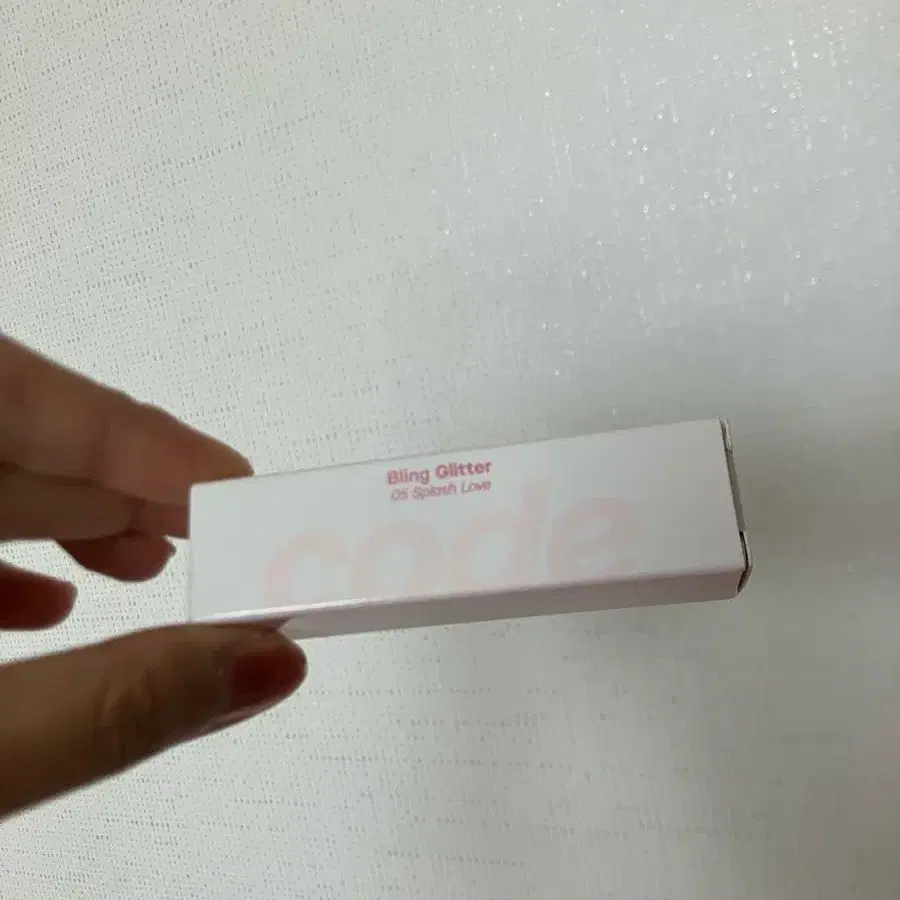 Bling Glitter
05 Splash Love
code